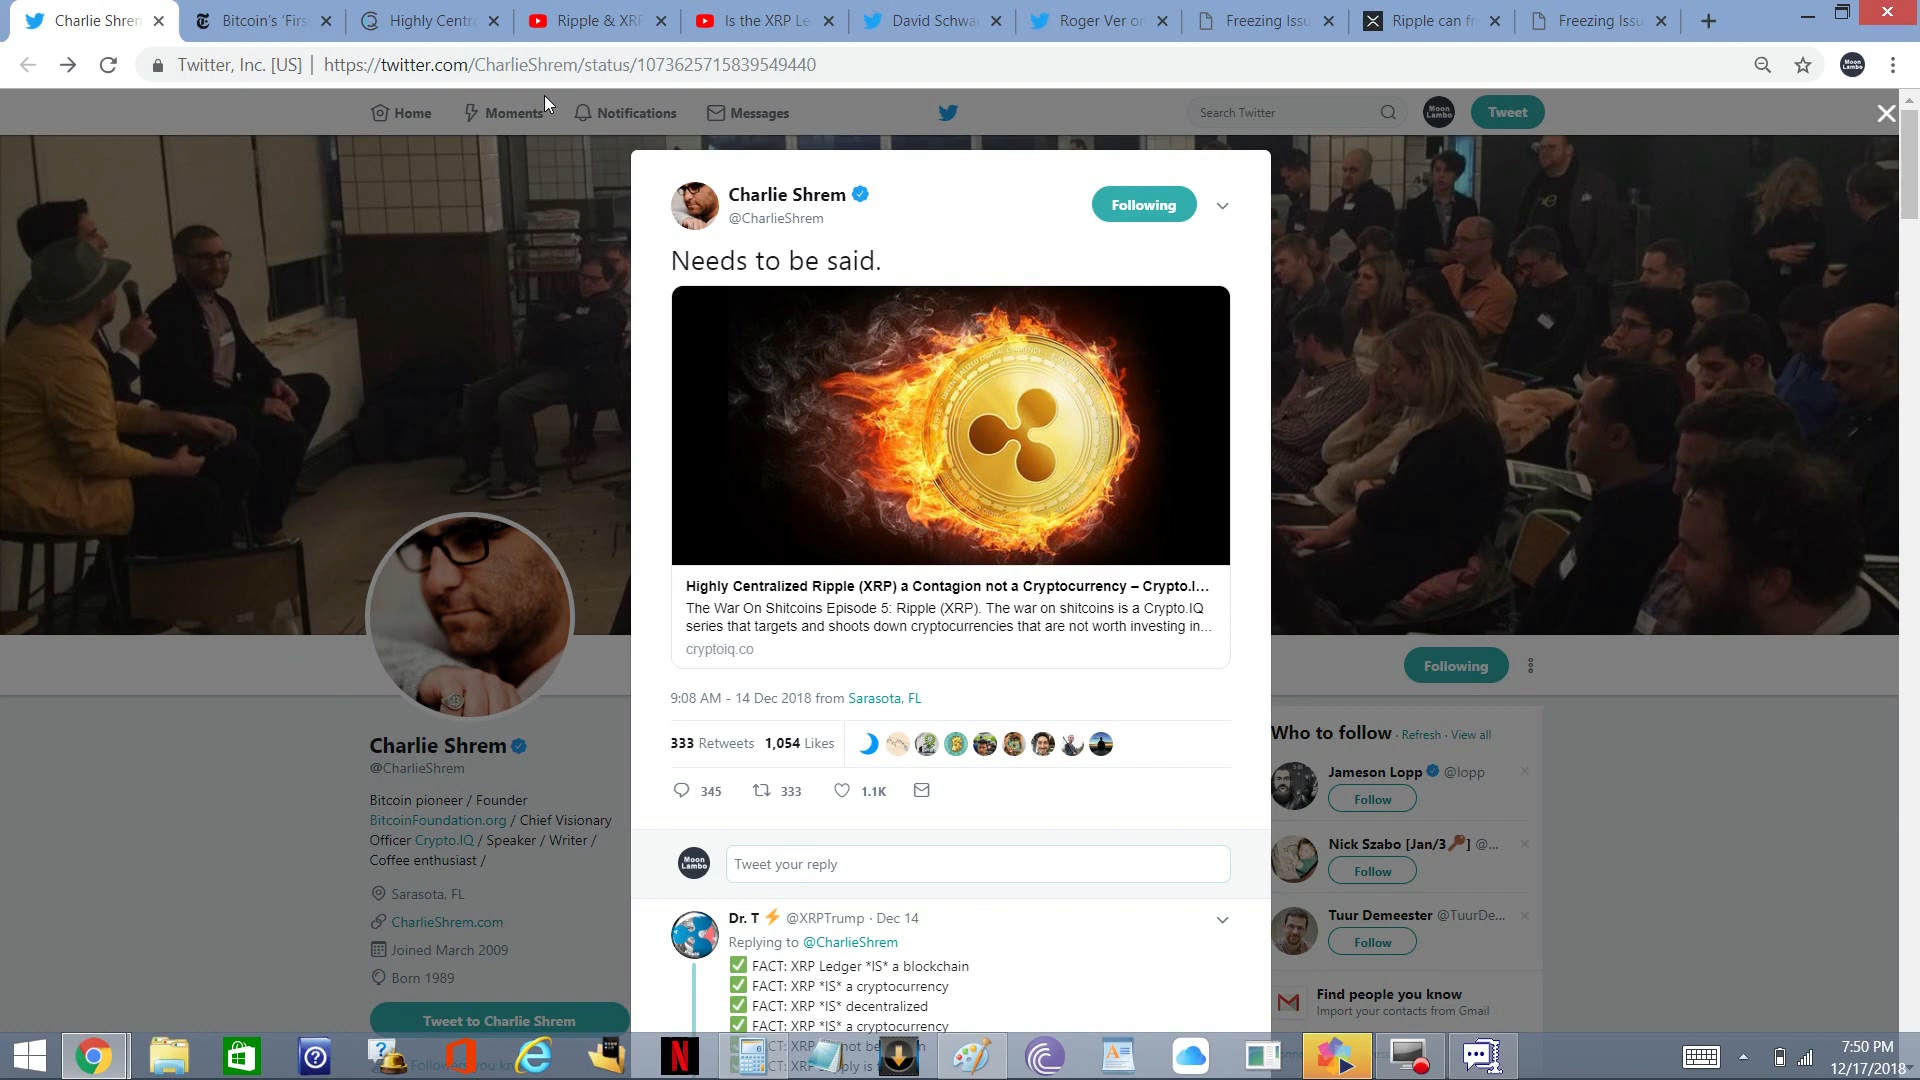 Charlie Shrem
Bitcoin's 'Firs
Highly Centra
Ripple & XRP
Is the XRP Le
David Schwa
Roger Ver on
Freezing Issu
Ripple can fr
Freezing Issu
Twitter, Inc. [US] | https://twitter.com/CharlieShrem/status/1073625715839549440
Moon Lambo
Home
Moments
Notifications
Messages
Search Twitter
Moon Lambo
Tweet
Charlie Shrem
@CharlieShrem
Following
Needs to be said.
Highly Centralized Ripple (XRP) a Contagion not a Cryptocurrency – Crypto.I...
The War On Shitcoins Episode 5: Ripple (XRP). The war on shitcoins is a Crypto.IQ
series that targets and shoots down cryptocurrencies that are not worth investing in...
cryptoiq.co
9:08 AM - 14 Dec 2018 from Sarasota, FL
333 Retweets 1,054 Likes
345 333 1.1K
Moon Lambo
Tweet your reply
Dr. T ⚡ @XRPTrump · Dec 14
Replying to @CharlieShrem
✅ FACT: XRP Ledger *IS* a blockchain
✅ FACT: XRP *IS* a cryptocurrency
✅ FACT: XRP *IS* decentralized
✅ FACT: XRP *IS* a cryptocurrency
Charlie Shrem
@CharlieShrem
Bitcoin pioneer / Founder
BitcoinFoundation.org / Chief Visionary
Officer Crypto.IQ / Speaker / Writer /
Coffee enthusiast /
Sarasota, FL
CharlieShrem.com
Joined March 2009
Born 1989
Tweet to Charlie Shrem
Following
Who to follow · Refresh · View all
Jameson Lopp @lopp
Follow
Nick Szabo [Jan/3🔑] @...
Follow
Tuur Demeester @TuurDe...
Follow
Find people you know
Import your contacts from Gmail
7:50 PM
12/17/2018